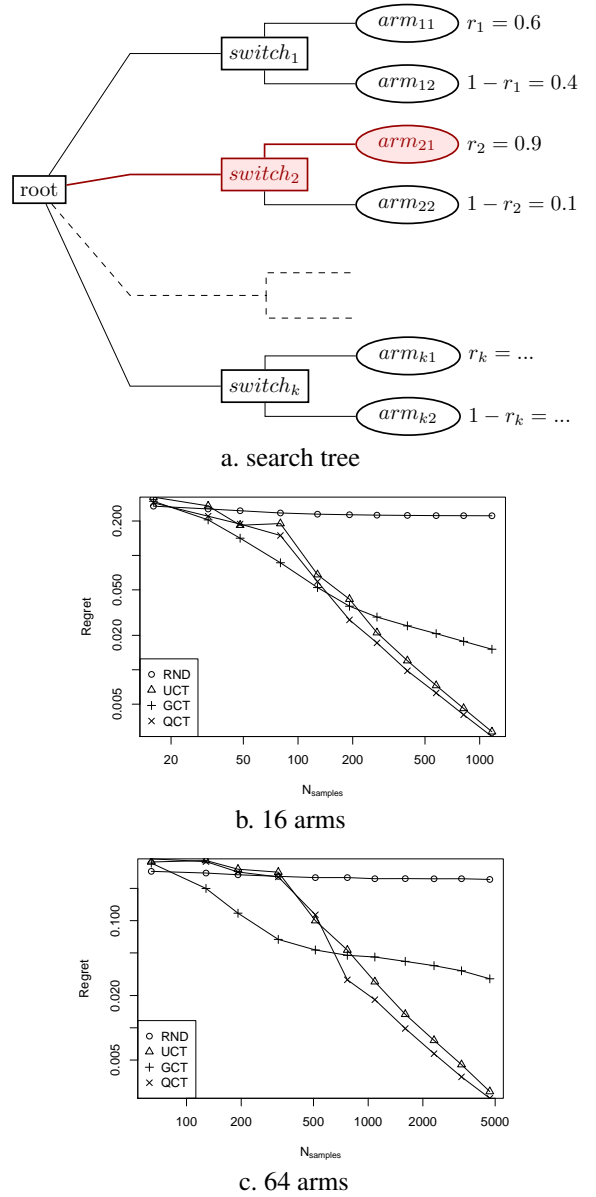 root
switch₁
arm₁₁ r₁ = 0.6
arm₁₂ 1 − r₁ = 0.4
switch₂
arm₂₁ r₂ = 0.9
arm₂₂ 1 − r₂ = 0.1
switchₖ
armₖ₁ rₖ = ...
armₖ₂ 1 − rₖ = ...
a. search tree
Regret
0.200
0.050
0.020
0.005
RND
UCT
GCT
QCT
20 50 100 200 500 1000
N_samples
b. 16 arms
Regret
0.100
0.020
0.005
RND
UCT
GCT
QCT
100 200 500 1000 2000 5000
N_samples
c. 64 arms